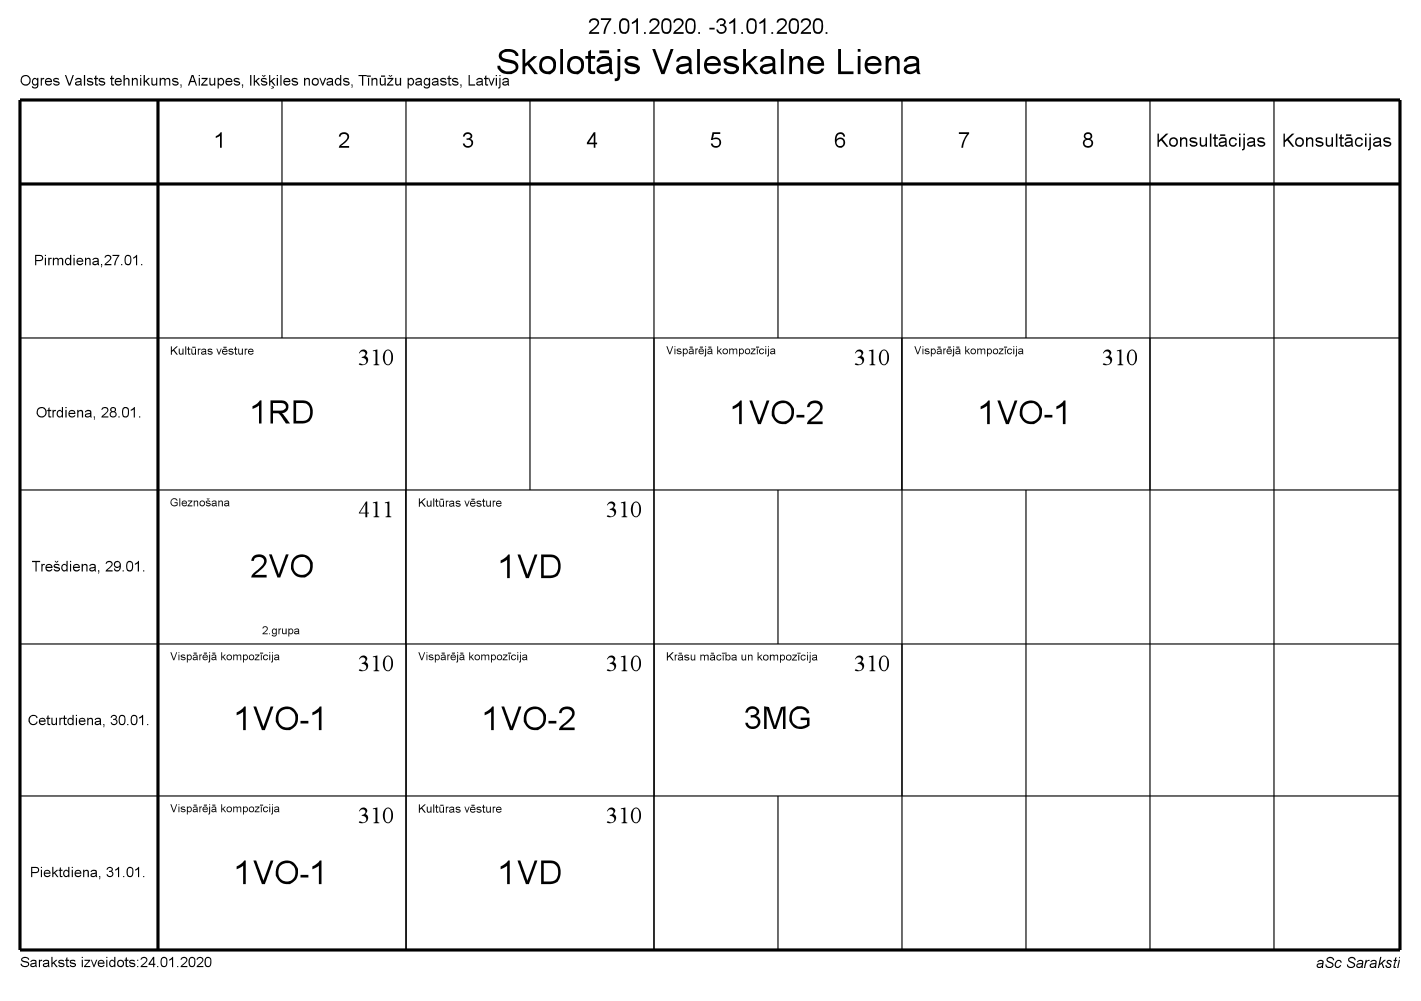 27.01.2020. -31.01.2020.
Skolotājs Valeskalne Liena
Ogres Valsts tehnikums, Aizupes, Ikšķiles novads, Tīnūžu pagasts, Latvija
1 2 3 4 5 6 7 8 Konsultācijas Konsultācijas
Pirmdiena,27.01.
Kultūras vēsture 310 Vispārējā kompozīcija 310 Vispārējā kompozīcija 310
Otrdiena, 28.01. 1RD 1VO-2 1VO-1
Gleznošana 411 Kultūras vēsture 310
Trešdiena, 29.01. 2VO 1VD
2.grupa
Vispārējā kompozīcija 310 Vispārējā kompozīcija 310 Krāsu mācība un kompozīcija 310
Ceturtdiena, 30.01. 1VO-1 1VO-2 3MG
Vispārējā kompozīcija 310 Kultūras vēsture 310
Piektdiena, 31.01. 1VO-1 1VD
Saraksts izveidots:24.01.2020 aSc Saraksti